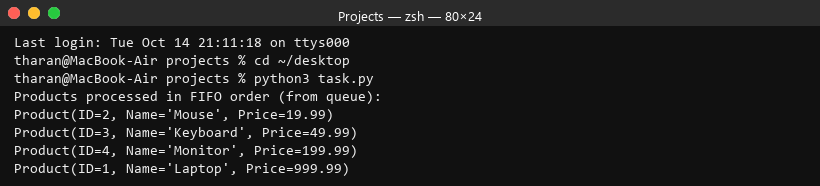 Projects — zsh — 80×24
Last login: Tue Oct 14 21:11:18 on ttys000
tharan@MacBook-Air projects % cd ~/desktop
tharan@MacBook-Air projects % python3 task.py
Products processed in FIFO order (from queue):
Product(ID=2, Name='Mouse', Price=19.99)
Product(ID=3, Name='Keyboard', Price=49.99)
Product(ID=4, Name='Monitor', Price=199.99)
Product(ID=1, Name='Laptop', Price=999.99)